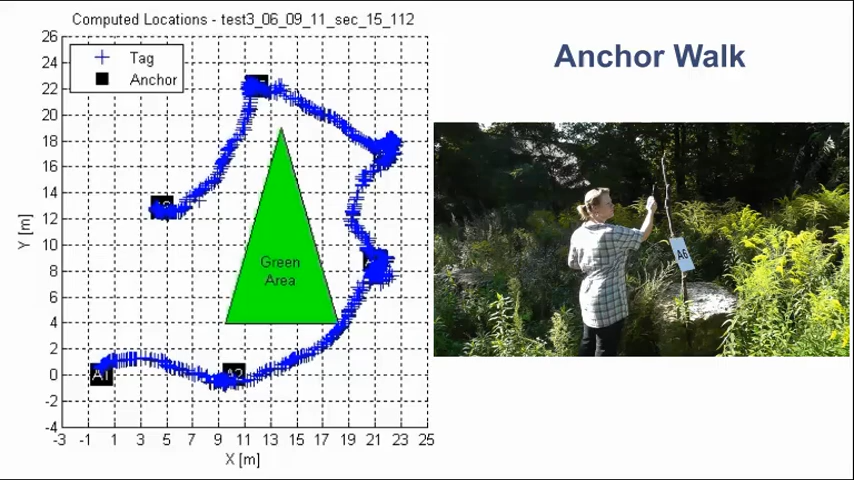 Computed Locations - test3_06_09_11_sec_15_112
Anchor Walk
Tag
Anchor
26
24
22
20
18
16
14
12
10
8
6
4
2
0
-2
-4
Y [m]
Green
Area
A1
A2
A6
-3 -1 1 3 5 7 9 11 13 15 17 19 21 23 25
X [m]